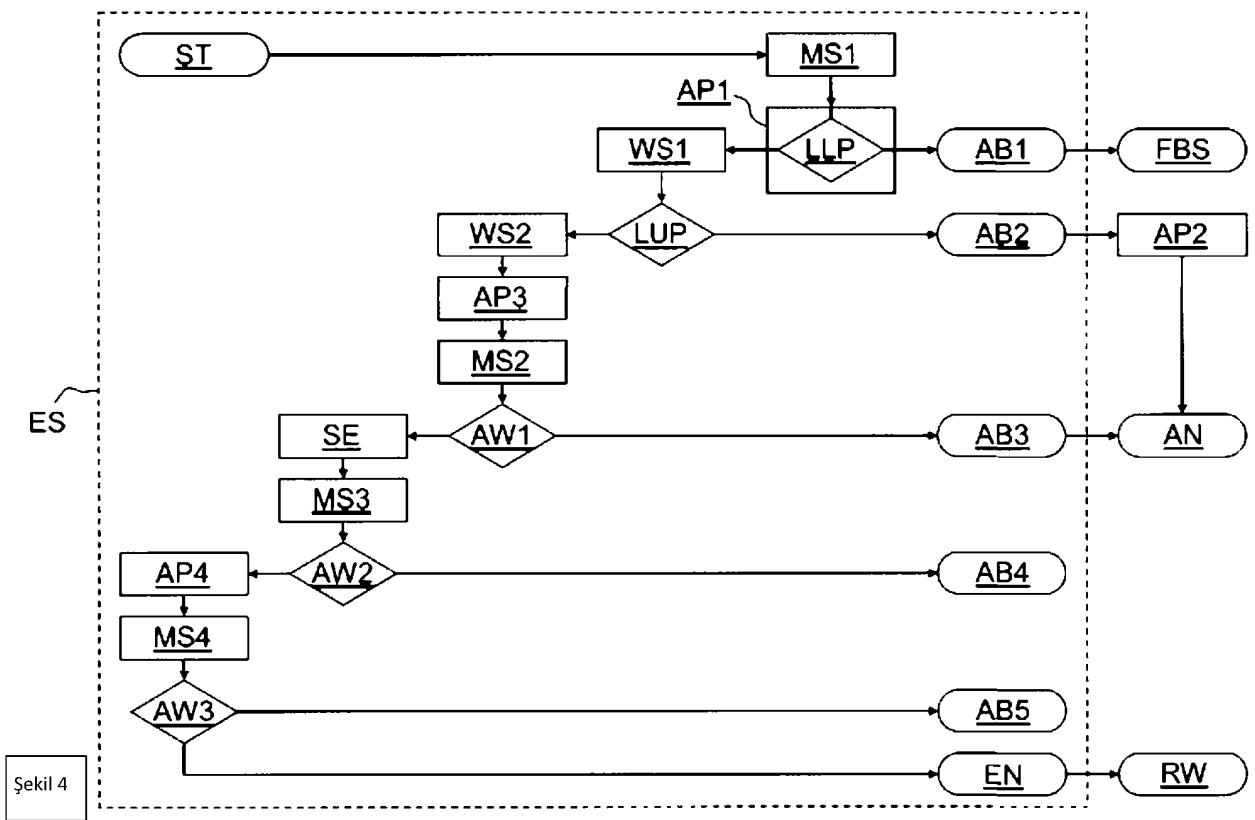 ST
MS1
AP1
WS1
LLP
AB1
FBS
WS2
LUP
AB2
AP2
AP3
MS2
ES
SE
AW1
AB3
AN
MS3
AP4
AW2
AB4
MS4
AW3
AB5
Şekil 4
EN
RW